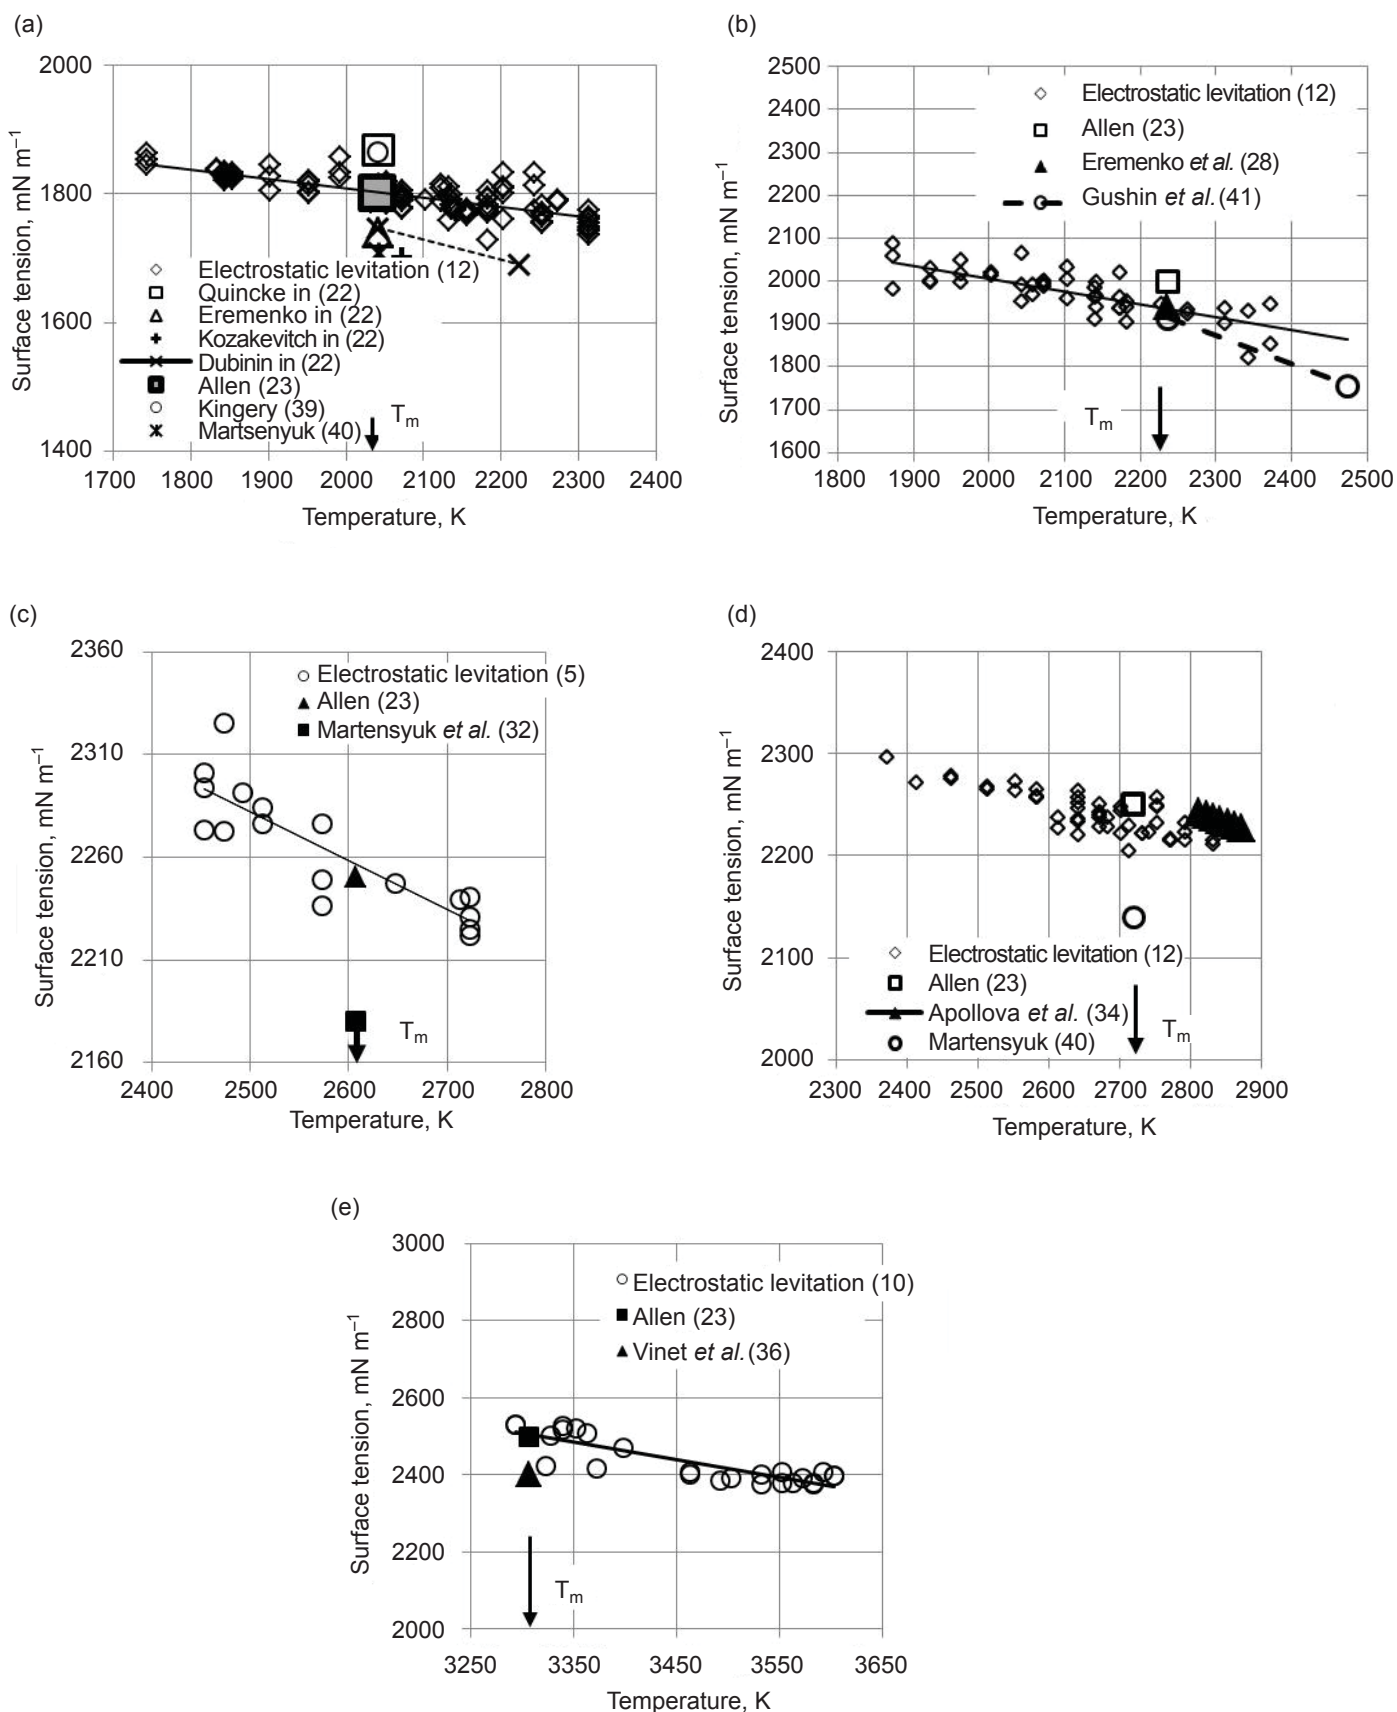 (a)
Surface tension, mN m⁻¹
2000
1800
1600
1400
1700 1800 1900 2000 2100 2200 2300 2400
Temperature, K
Electrostatic levitation (12)
Quincke in (22)
Eremenko in (22)
Kozakevitch in (22)
Dubinin in (22)
Allen (23)
Kingery (39)
Martsenyuk (40)
Tm
(b)
Surface tension, mN m⁻¹
2500
2400
2300
2200
2100
2000
1900
1800
1700
1600
1800 1900 2000 2100 2200 2300 2400 2500
Temperature, K
Electrostatic levitation (12)
Allen (23)
Eremenko et al. (28)
Gushin et al. (41)
Tm
(c)
Surface tension, mN m⁻¹
2360
2310
2260
2210
2160
2400 2500 2600 2700 2800
Temperature, K
Electrostatic levitation (5)
Allen (23)
Martensyuk et al. (32)
Tm
(d)
Surface tension, mN m⁻¹
2400
2300
2200
2100
2000
2300 2400 2500 2600 2700 2800 2900
Temperature, K
Electrostatic levitation (12)
Allen (23)
Apollova et al. (34)
Martensyuk (40)
Tm
(e)
Surface tension, mN m⁻¹
3000
2800
2600
2400
2200
2000
3250 3350 3450 3550 3650
Temperature, K
Electrostatic levitation (10)
Allen (23)
Vinet et al. (36)
Tm